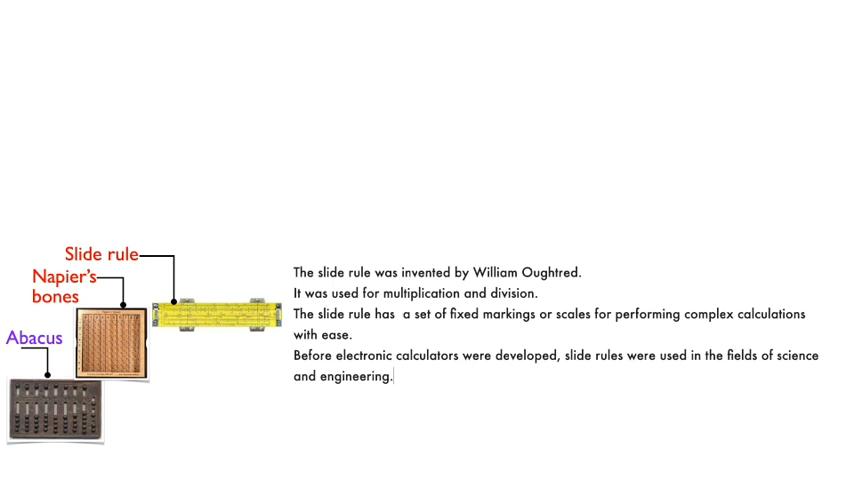 Slide rule
Napier's
bones
Abacus
The slide rule was invented by William Oughtred.
It was used for multiplication and division.
The slide rule has  a set of fixed markings or scales for performing complex calculations
with ease.
Before electronic calculators were developed, slide rules were used in the fields of science
and engineering.